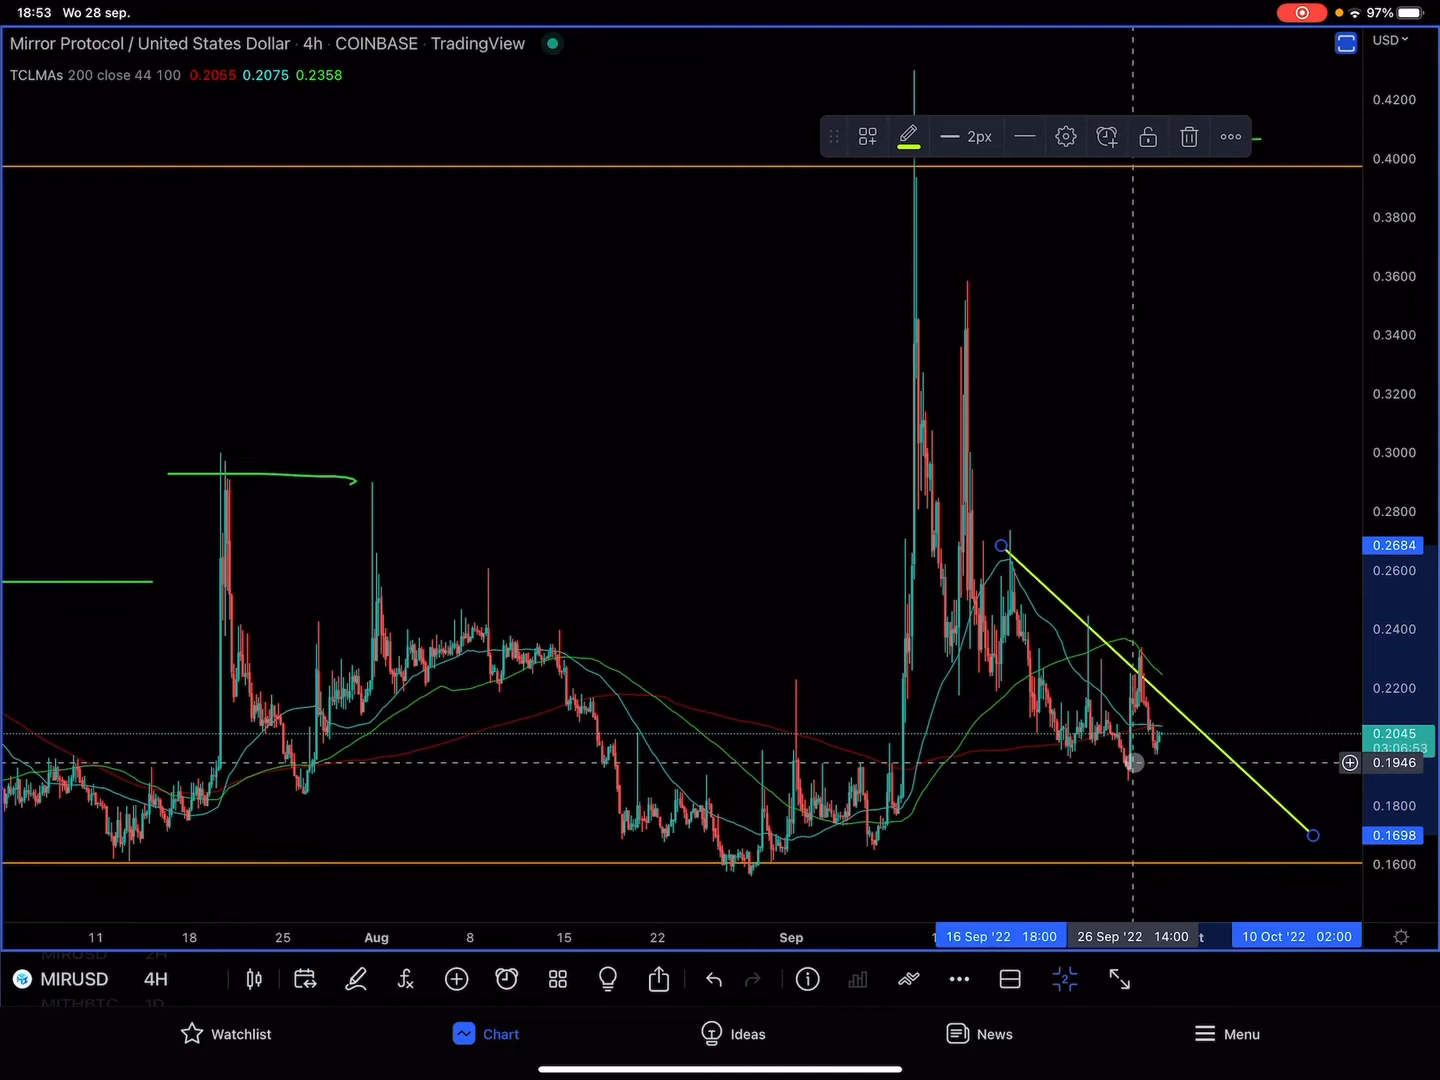 18:53 Wo 28 sep. 97%
Mirror Protocol / United States Dollar · 4h · COINBASE · TradingView USD
TCLMAs 200 close 44 100 0.2055 0.2075 0.2358
2px
0.4200
0.4000
0.3800
0.3600
0.3400
0.3200
0.3000
0.2800
0.2684
0.2600
0.2400
0.2200
0.2045
03:06:53
0.1946
0.1800
0.1698
0.1600
11 18 25 Aug 8 15 22 Sep 1 16 Sep '22 18:00 26 Sep '22 14:00 t 10 Oct '22 02:00
MIRUSD 2H
MIRUSD 4H
MITHBTC 1D
2
Watchlist Chart Ideas News Menu